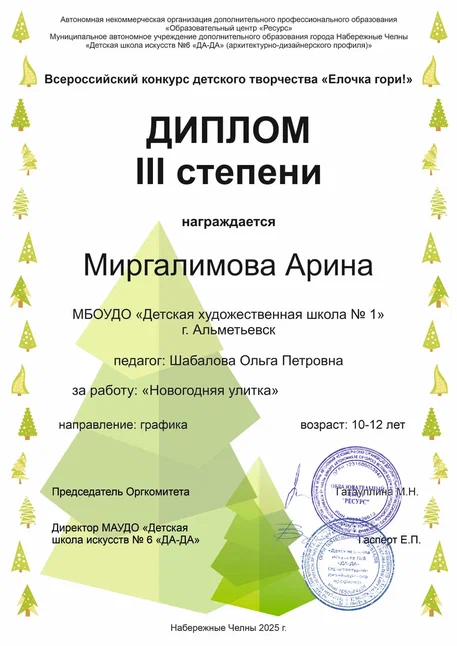 Автономная некоммерческая организация дополнительного профессионального образования
«Образовательный центр «Ресурс»
Муниципальное автономное учреждение дополнительного образования города Набережные Челны
«Детская школа искусств №6 «ДА-ДА» (архитектурно-дизайнерского профиля)»
Всероссийский конкурс детского творчества «Елочка гори!»
ДИПЛОМ
III степени
награждается
Миргалимова Арина
МБОУДО «Детская художественная школа № 1»
г. Альметьевск
педагог: Шабалова Ольга Петровна
за работу: «Новогодняя улитка»
направление: графика
возраст: 10-12 лет
Председатель Оргкомитета
Гатауллина М.Н.
"РЕСУРС"
Директор МАУДО «Детская
школа искусств № 6 «ДА-ДА»
Гасперт Е.П.
Набережные Челны 2025 г.